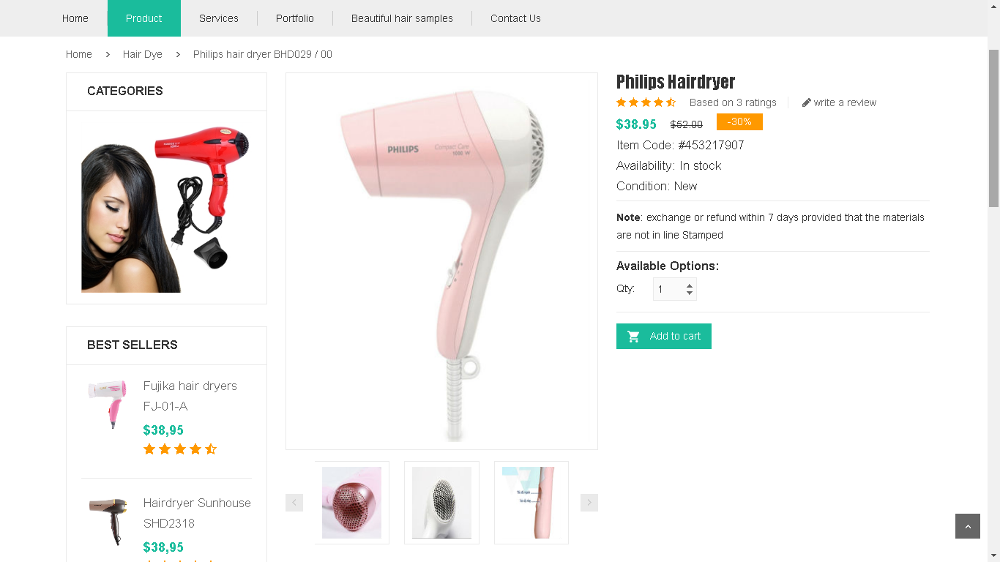 Home
Product
Services
Portfolio
Beautiful hair samples
Contact Us
Home > Hair Dye > Philips hair dryer BHD029 / 00
CATEGORIES
BEST SELLERS
Fujika hair dryers
FJ-01-A
$38,95
Hairdryer Sunhouse
SHD2318
$38,95
PHILIPS
Compact Care
1000 W
Philips Hairdryer
Based on 3 ratings
write a review
$38.95 $52.00 -30%
Item Code: #453217907
Availability: In stock
Condition: New
Note: exchange or refund within 7 days provided that the materials
are not in line Stamped
Available Options:
Qty: 1
Add to cart